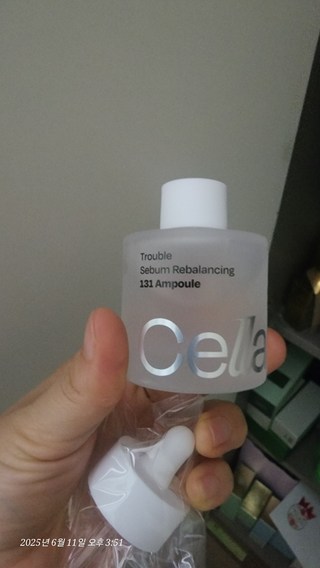 Trouble
Sebum Rebalancing
131 Ampoule
Cella
2025년 6월 11일 오후 3:51